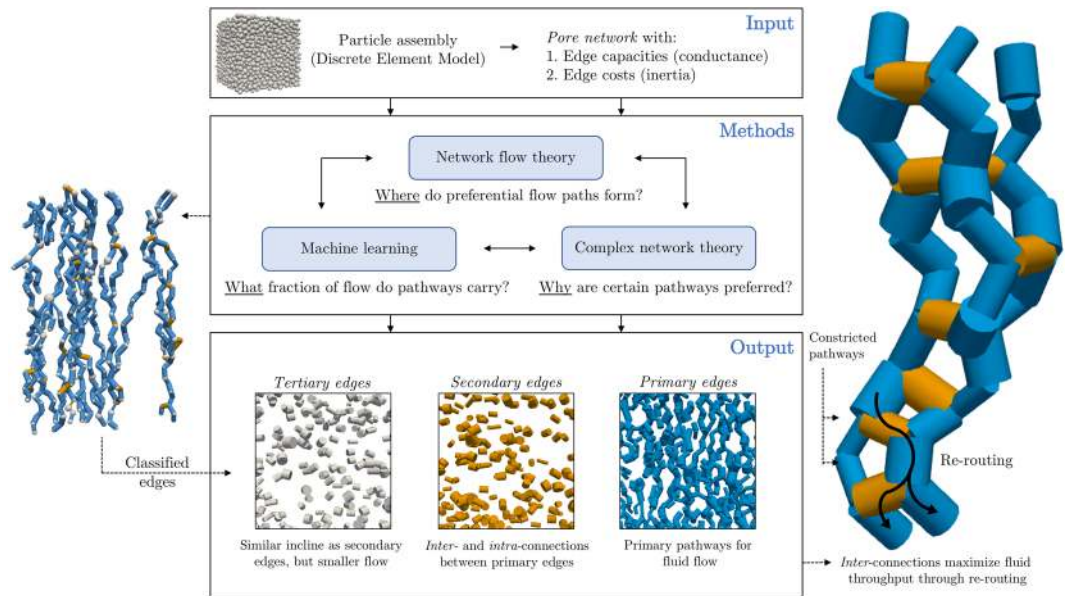 Input
Particle assembly
(Discrete Element Model)
Pore network with:
1. Edge capacities (conductance)
2. Edge costs (inertia)
Methods
Network flow theory
Where do preferential flow paths form?
Machine learning
Complex network theory
What fraction of flow do pathways carry?
Why are certain pathways preferred?
Output
Tertiary edges
Secondary edges
Primary edges
Similar incline as secondary
edges, but smaller flow
Inter- and intra-connections
between primary edges
Primary pathways for
fluid flow
Classified
edges
Constricted
pathways
Re-routing
Inter-connections maximize fluid
throughput through re-routing